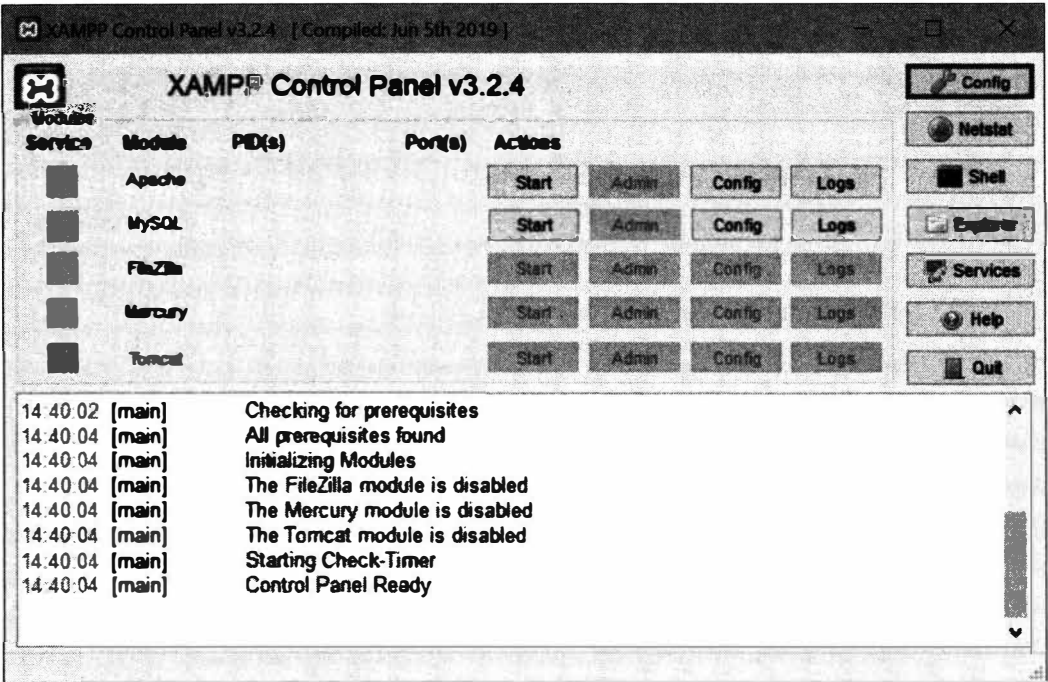 XAMPP Control Panel v3.2.4 [ Compiled: Jun 5th 2019 ]
XAMPP Control Panel v3.2.4
Config
Modules
Service Module PID(s) Port(s) Actions
Netstat
Apache Start Admin Config Logs
Shell
MySQL Start Admin Config Logs
Explorer
FileZilla Start Admin Config Logs
Services
Mercury Start Admin Config Logs
Help
Tomcat Start Admin Config Logs
Quit
14:40:02 [main] Checking for prerequisites
14:40:04 [main] All prerequisites found
14:40:04 [main] Initializing Modules
14:40:04 [main] The FileZilla module is disabled
14:40:04 [main] The Mercury module is disabled
14:40:04 [main] The Tomcat module is disabled
14:40:04 [main] Starting Check-Timer
14:40:04 [main] Control Panel Ready